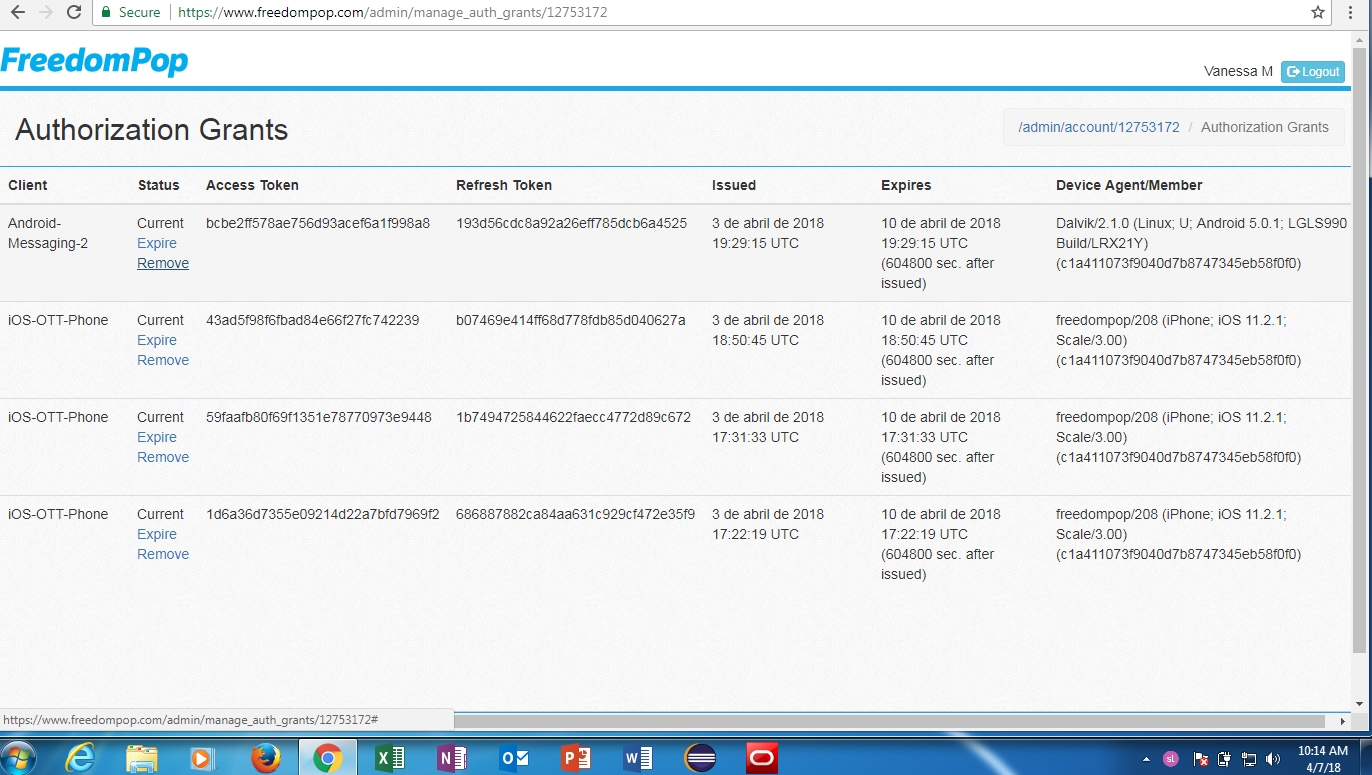 Secure https://www.freedompop.com/admin/manage_auth_grants/12753172
FreedomPop
Vanessa M Logout
Authorization Grants
/admin/account/12753172 / Authorization Grants
Client Status Access Token Refresh Token Issued Expires Device Agent/Member
Android- Current bcbe2ff578ae756d93acef6a1f998a8 193d56cdc8a92a26eff785dcb6a4525 3 de abril de 2018 10 de abril de 2018 Dalvik/2.1.0 (Linux; U; Android 5.0.1; LGLS990
Messaging-2 Expire 19:29:15 UTC 19:29:15 UTC Build/LRX21Y)
Remove (604800 sec. after (c1a411073f9040d7b8747345eb58f0f0)
issued)
iOS-OTT-Phone Current 43ad5f98f6fbad84e66f27fc742239 b07469e414ff68d778fdb85d040627a 3 de abril de 2018 10 de abril de 2018 freedompop/208 (iPhone; iOS 11.2.1;
Expire 18:50:45 UTC 18:50:45 UTC Scale/3.00)
Remove (604800 sec. after (c1a411073f9040d7b8747345eb58f0f0)
issued)
iOS-OTT-Phone Current 59faafb80f69f1351e78770973e9448 1b7494725844622faecc4772d89c672 3 de abril de 2018 10 de abril de 2018 freedompop/208 (iPhone; iOS 11.2.1;
Expire 17:31:33 UTC 17:31:33 UTC Scale/3.00)
Remove (604800 sec. after (c1a411073f9040d7b8747345eb58f0f0)
issued)
iOS-OTT-Phone Current 1d6a36d7355e09214d22a7bfd7969f2 686887882ca84aa631c929cf472e35f9 3 de abril de 2018 10 de abril de 2018 freedompop/208 (iPhone; iOS 11.2.1;
Expire 17:22:19 UTC 17:22:19 UTC Scale/3.00)
Remove (604800 sec. after (c1a411073f9040d7b8747345eb58f0f0)
issued)
https://www.freedompop.com/admin/manage_auth_grants/12753172#
sl
10:14 AM
4/7/18